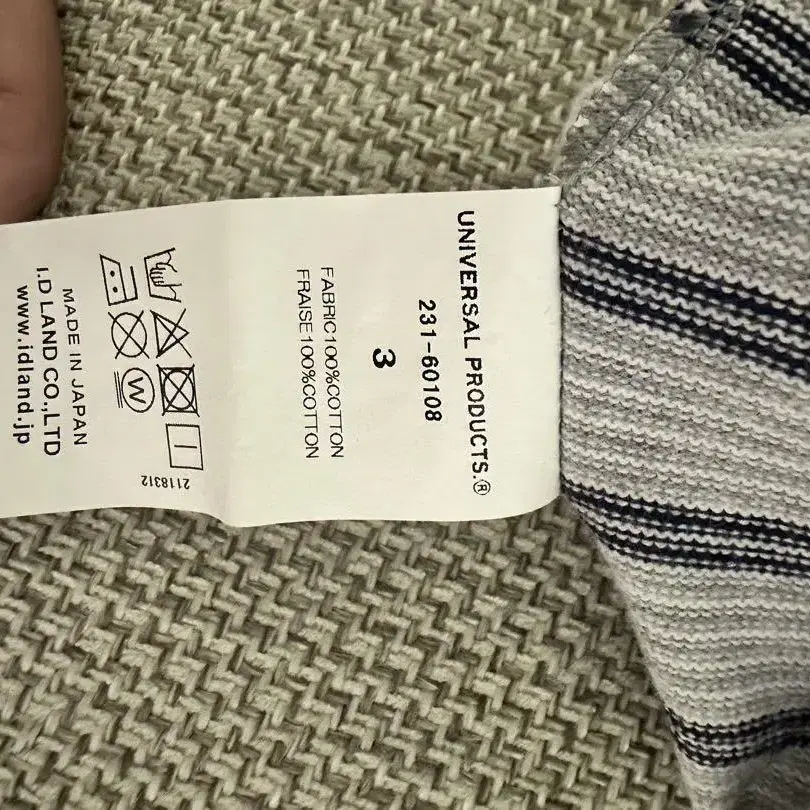 UNIVERSAL PRODUCTS.®
231-60108
3
FABRIC100%COTTON
FRAISE100%COTTON
W
2118312
MADE IN JAPAN
I.D LAND CO.,LTD
www.idland.jp